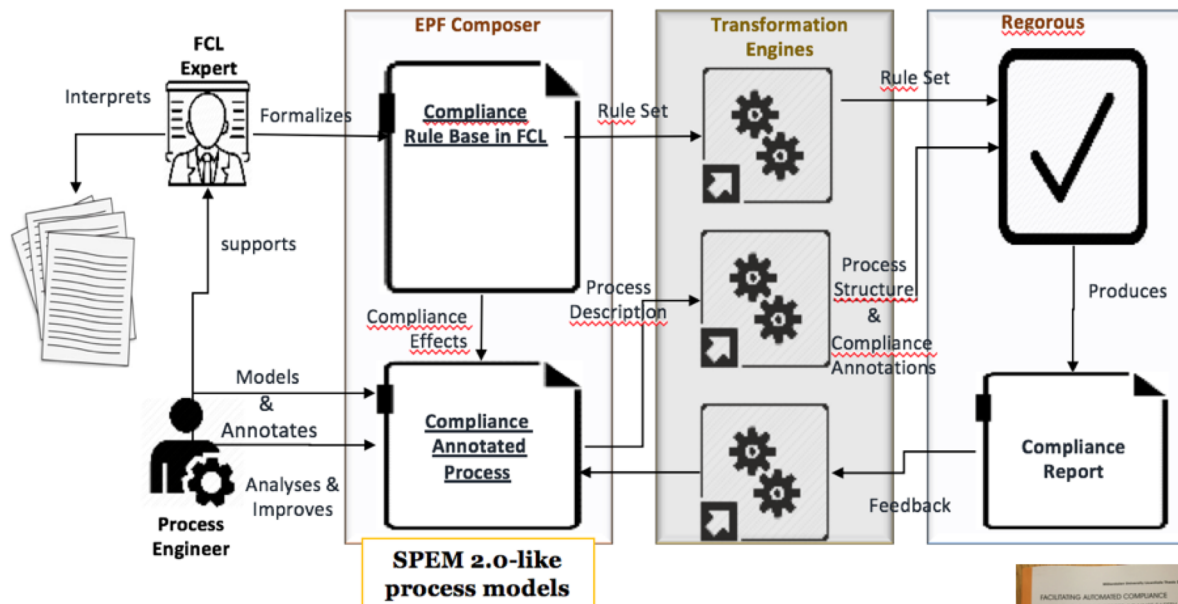 EPF Composer
Transformation
Engines
Regorous
FCL
Expert
Interprets
Formalizes
Compliance
Rule Base in FCL
Rule Set
Rule Set
supports
Compliance
Effects
Process
Description
Process
Structure
&
Compliance
Annotations
Produces
Models
&
Annotates
Analyses &
Improves
Process
Engineer
Compliance
Annotated
Process
Compliance
Report
Feedback
SPEM 2.0-like
process models
FACILITATING AUTOMATED COMPLIANCE